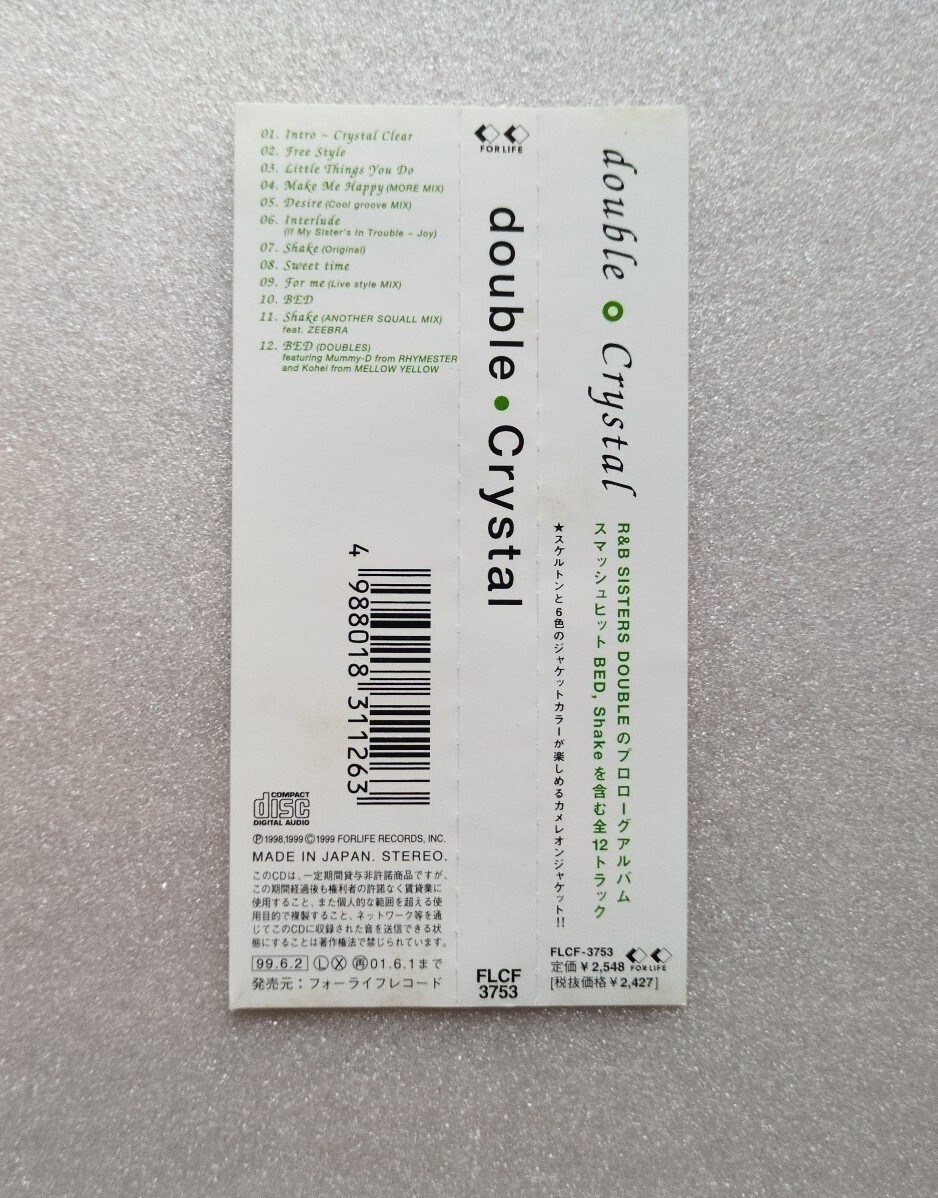 01. Intro ~ Crystal Clear
02. Free Style
03. Little Things You Do
04. Make Me Happy (MORE MIX)
05. Desire (Cool groove MIX)
06. Interlude
(If My Sister's In Trouble ~ Joy)
07. Shake (Original)
08. Sweet time
09. For me (Live style MIX)
10. BED
11. Shake (ANOTHER SQUALL MIX)
feat. ZEEBRA
12. BED (DOUBLES)
featuring Mummy-D from RHYMESTER
and Kohei from MELLOW YELLOW
4 988018 311263
COMPACT
disc
DIGITAL AUDIO
Ⓟ1998,1999 Ⓒ1999 FORLIFE RECORDS, INC.
MADE IN JAPAN. STEREO.
このCDは、一定期間貸与非許諾商品ですが、
この期間経過後も権利者の許諾なく賃貸業に
使用すること、また個人的な範囲を超える使
用目的で複製すること、ネットワーク等を通
じてこのCDに収録された音を送信できる状
態にすることは著作権法で禁じられています。
99.6.2 Ⓛ Ⓧ ㊣01.6.1まで
発売元：フォーライフレコード
FOR LIFE
double • Crystal
FLCF
3753
double • Crystal
R&B SISTERS DOUBLE のプロローグアルバム
スマッシュヒット BED, Shake を含む全12トラック
★スケルトンと6色のジャケットカラーが楽しめるカメレオンジャケット!!
FLCF-3753
定価￥2,548
[税抜価格￥2,427]
FOR LIFE